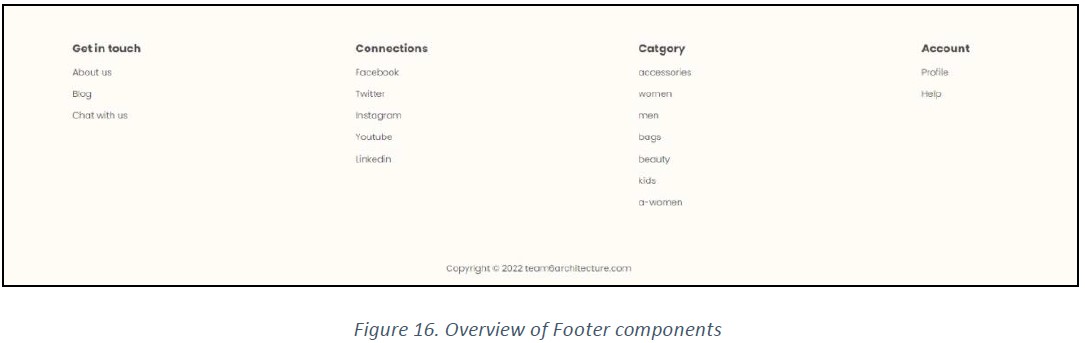 Get in touch
About us
Blog
Chat with us
Connections
Facebook
Twitter
Instagram
Youtube
Linkedin
Catgory
accessories
women
men
bags
beauty
kids
a-women
Account
Profile
Help
Copyright © 2022 team6architecture.com
Figure 16. Overview of Footer components